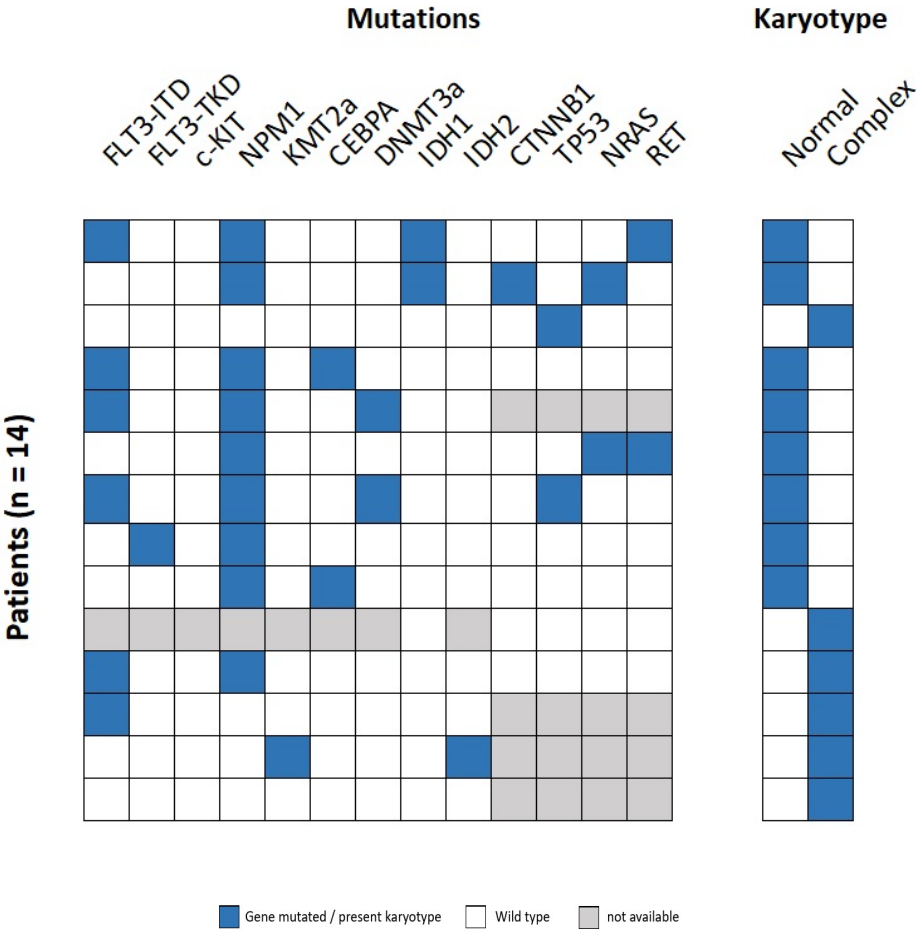 Mutations
Karyotype
FLT3-ITD
FLT3-TKD
c-KIT
NPM1
KMT2a
CEBPA
DNMT3a
IDH1
IDH2
CTNNB1
TP53
NRAS
RET
Normal
Complex
Patients (n = 14)
Gene mutated / present karyotype
Wild type
not available